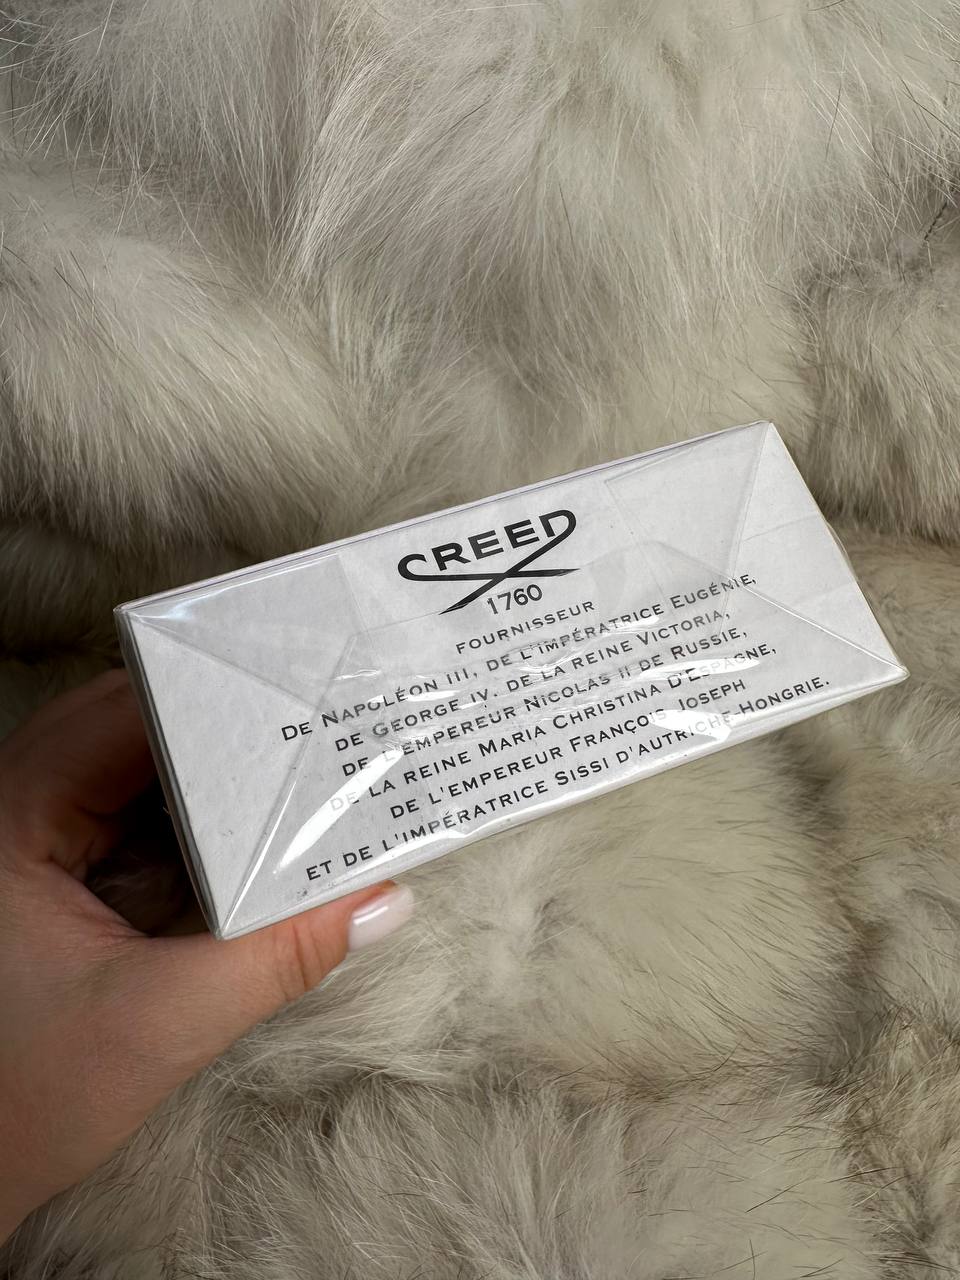 CREED
1760
FOURNISSEUR
DE NAPOLÉON III, DE L'IMPÉRATRICE EUGÉNIE,
DE GEORGE IV, DE LA REINE VICTORIA,
DE L'EMPEREUR NICOLAS II DE RUSSIE,
DE LA REINE MARIA CHRISTINA D'ESPAGNE,
DE L'EMPEREUR FRANÇOIS JOSEPH
ET DE L'IMPÉRATRICE SISSI D'AUTRICHE-HONGRIE.